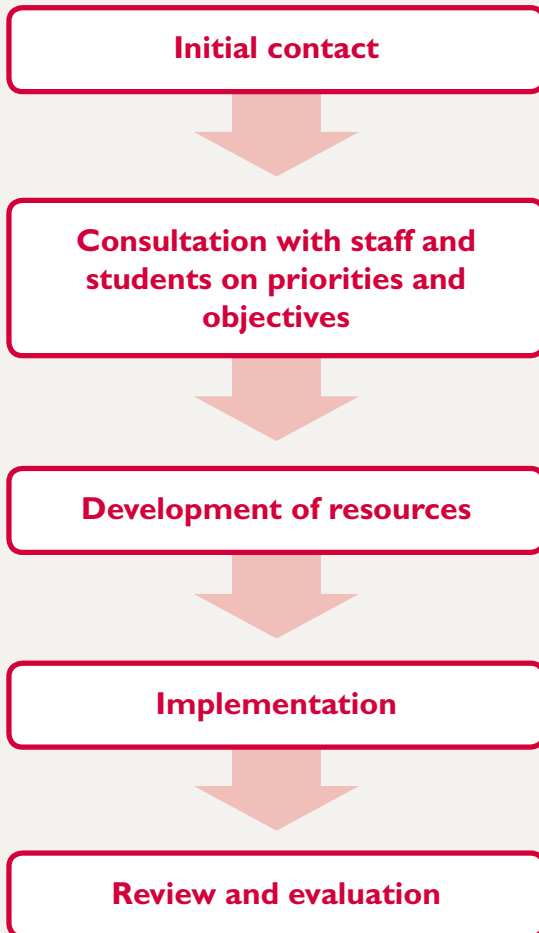 Initial contact
Consultation with staff and
students on priorities and
objectives
Development of resources
Implementation
Review and evaluation